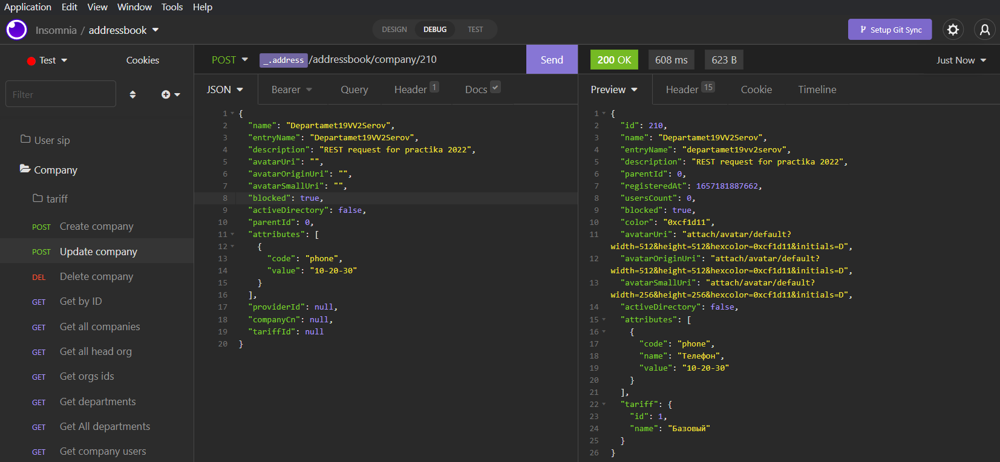 Application Edit View Window Tools Help
Insomnia / addressbook
DESIGN DEBUG TEST
Setup Git Sync
Test
Cookies
Filter
User sip
Company
tariff
POST Create company
POST Update company
DEL Delete company
GET Get by ID
GET Get all companies
GET Get all head org
GET Get orgs ids
GET Get departments
GET Get All departments
GET Get company users
POST _.address /addressbook/company/210
Send
JSON Bearer Query Header 1 Docs
1 {
2 "name": "Departamet19VV2Serov",
3 "entryName": "Departamet19VV2Serov",
4 "description": "REST request for practika 2022",
5 "avatarUri": "",
6 "avatarOriginUri": "",
7 "avatarSmallUri": "",
8 "blocked": true,
9 "activeDirectory": false,
10 "parentId": 0,
11 "attributes": [
12 {
13 "code": "phone",
14 "value": "10-20-30"
15 }
16 ],
17 "providerId": null,
18 "companyCn": null,
19 "tariffId": null
20 }
200 OK 608 ms 623 B
Just Now
Preview Header 15 Cookie Timeline
1 {
2 "id": 210,
3 "name": "Departamet19VV2Serov",
4 "entryName": "departamet19vv2serov",
5 "description": "REST request for practika 2022",
6 "parentId": 0,
7 "registeredAt": 1657181887662,
8 "usersCount": 0,
9 "blocked": true,
10 "color": "0xcf1d11",
11 "avatarUri": "attach/avatar/default?
width=512&height=512&hexcolor=0xcf1d11&initials=D",
12 "avatarOriginUri": "attach/avatar/default?
width=512&height=512&hexcolor=0xcf1d11&initials=D",
13 "avatarSmallUri": "attach/avatar/default?
width=256&height=256&hexcolor=0xcf1d11&initials=D",
14 "activeDirectory": false,
15 "attributes": [
16 {
17 "code": "phone",
18 "name": "Телефон",
19 "value": "10-20-30"
20 }
21 ],
22 "tariff": {
23 "id": 1,
24 "name": "Базовый"
25 }
26 }